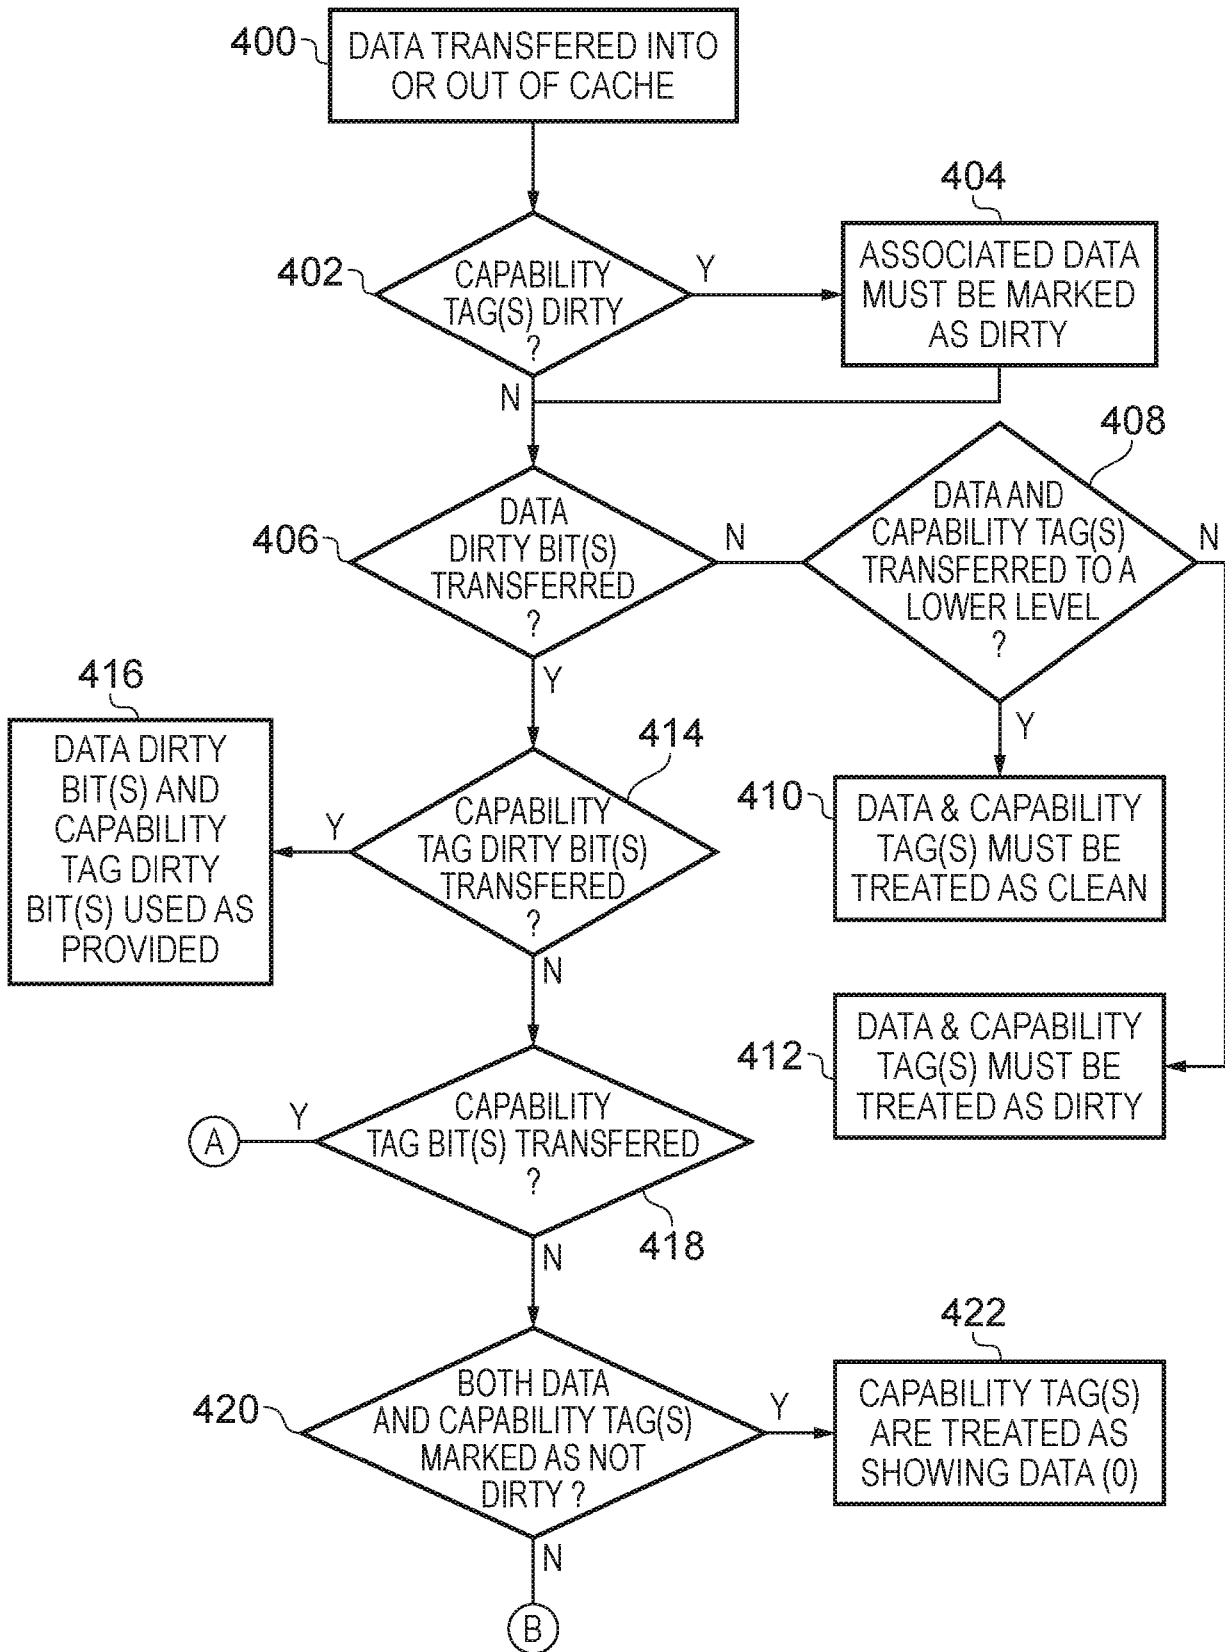 400
DATA TRANSFERED INTO
OR OUT OF CACHE
402
CAPABILITY
TAG(S) DIRTY
?
Y
N
404
ASSOCIATED DATA
MUST BE MARKED
AS DIRTY
406
DATA
DIRTY BIT(S)
TRANSFERRED
?
N
Y
408
DATA AND
CAPABILITY TAG(S)
TRANSFERRED TO A
LOWER LEVEL
?
N
Y
410
DATA & CAPABILITY
TAG(S) MUST BE
TREATED AS CLEAN
412
DATA & CAPABILITY
TAG(S) MUST BE
TREATED AS DIRTY
414
CAPABILITY
TAG DIRTY BIT(S)
TRANSFERED
?
Y
N
416
DATA DIRTY
BIT(S) AND
CAPABILITY
TAG DIRTY
BIT(S) USED AS
PROVIDED
418
CAPABILITY
TAG BIT(S) TRANSFERED
?
Y
A
N
420
BOTH DATA
AND CAPABILITY TAG(S)
MARKED AS NOT
DIRTY ?
Y
N
422
CAPABILITY TAG(S)
ARE TREATED AS
SHOWING DATA (0)
B